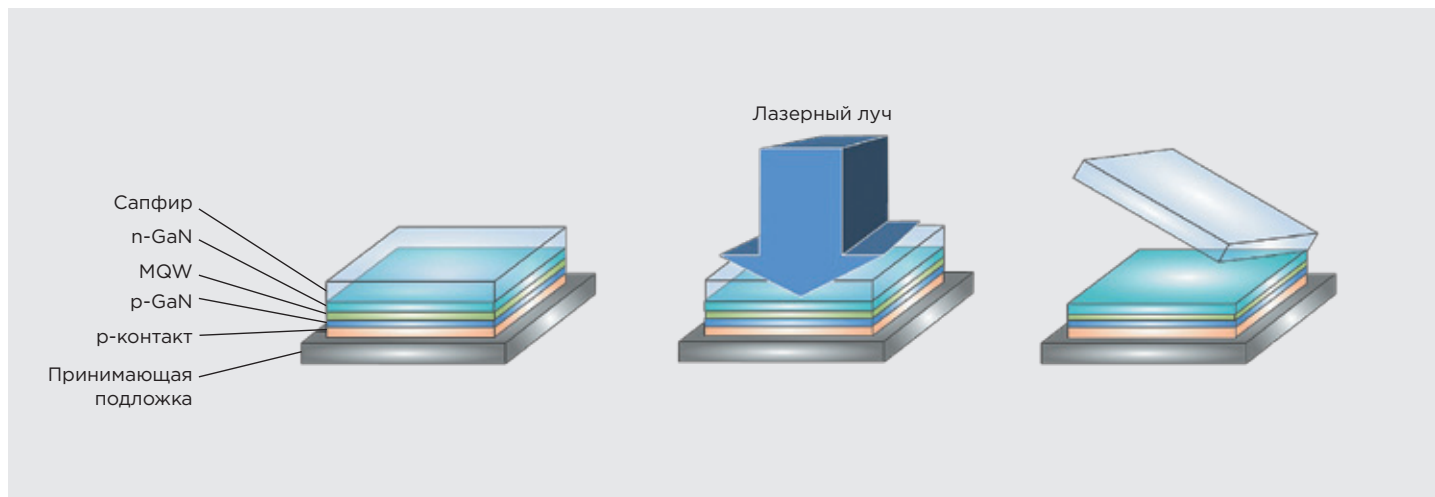 Лазерный луч
Сапфир
n-GaN
MQW
p-GaN
p-контакт
Принимающая
подложка